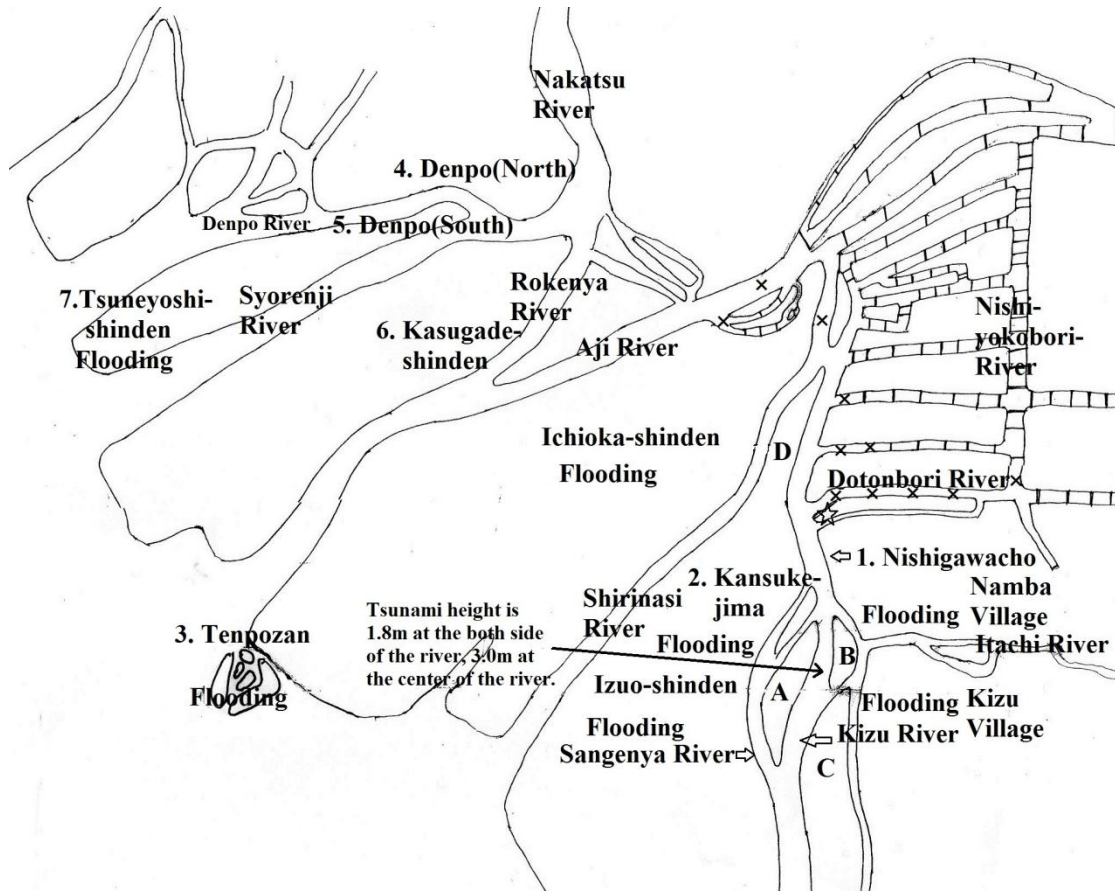 Nakatsu
River
4. Denpo(North)
Denpo River
5. Denpo(South)
7.Tsuneyoshi-
shinden
Flooding
Syorenji
River
Rokenya
River
6. Kasugade-
shinden
Aji River
Nishi-
yokobori-
River
Ichioka-shinden
Flooding
D
Dotonbori River
1. Nishigawacho
Namba
Village
Flooding
Itachi River
2. Kansuke-
jima
Shirinasi
River
Flooding
Tsunami height is
1.8m at the both side
of the river, 3.0m at
the center of the river.
3. Tenpozan
Flooding
Izuo-shinden
A
B
Flooding
Sangenya River
Flooding
Kizu
Village
Kizu River
C